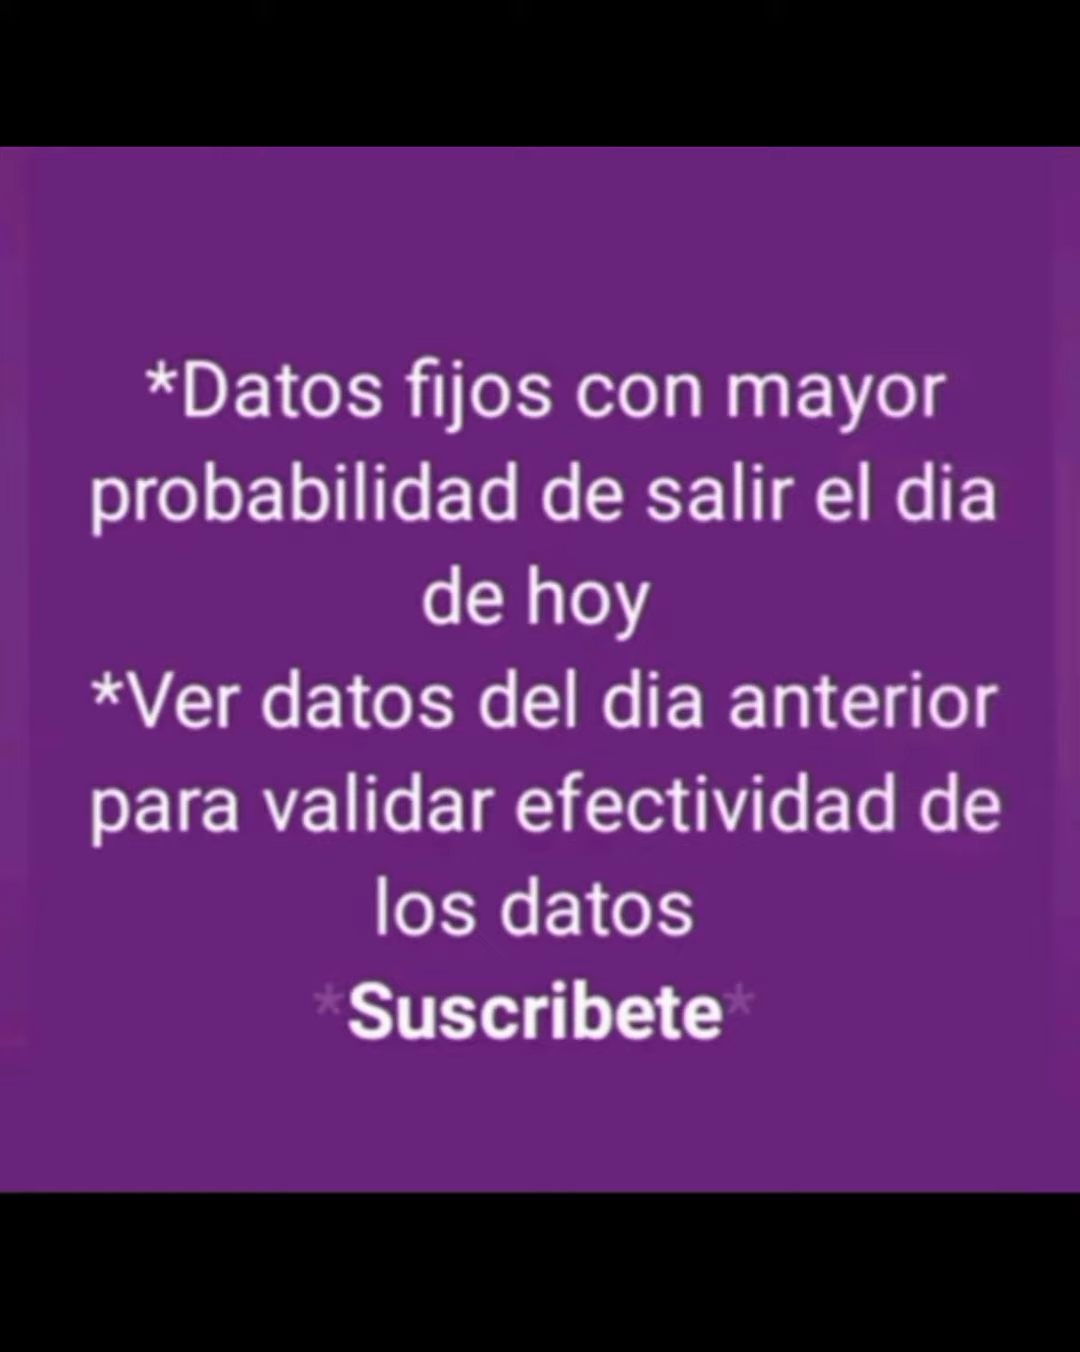 *Datos fijos con mayor
probabilidad de salir el dia
de hoy
*Ver datos del dia anterior
para validar efectividad de
los datos
*Suscribete*